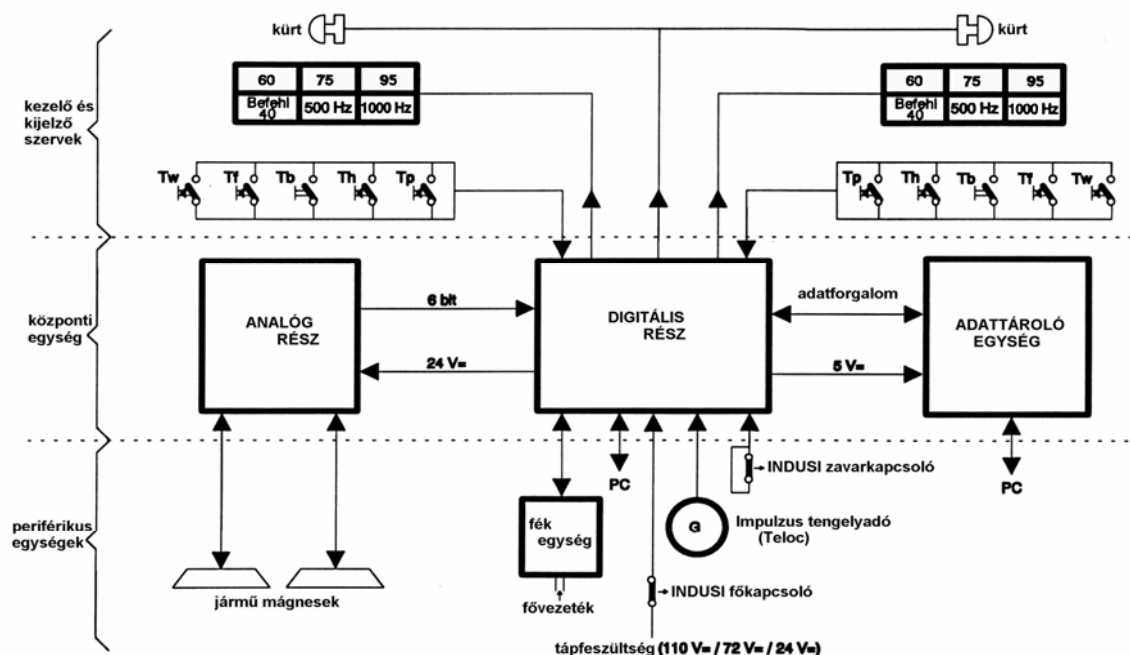 kürt
kürt
60 75 95
Befehl 40 500 Hz 1000 Hz
60 75 95
Befehl 40 500 Hz 1000 Hz
kezelő és
kijelző
szervek
Tw Tf Tb Th Tp
Tp Th Tb Tf Tw
központi
egység
ANALÓG
RÉSZ
6 bit
24 V=
DIGITÁLIS
RÉSZ
adatforgalom
5 V=
ADATTÁROLÓ
EGYSÉG
periférikus
egységek
jármű mágnesek
fék
egység
fővezeték
PC
INDUSI zavarkapcsoló
G
Impulzus tengelyadó
(Teloc)
INDUSI főkapcsoló
PC
tápfeszültség (110 V= / 72 V= / 24 V=)